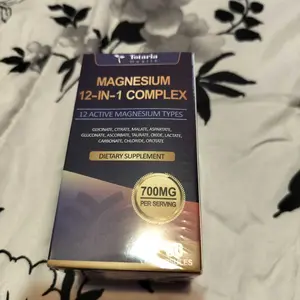 Tataria
Health
MAGNESIUM
12-IN-1 COMPLEX
12 ACTIVE MAGNESIUM TYPES
GLYCINATE, CITRATE, MALATE, ASPARTATE,
GLUCONATE, ASCORBATE, TAURATE, OXIDE, LACTATE,
CARBONATE, CHLORIDE, OROTATE
DIETARY SUPPLEMENT
700MG
PER SERVING